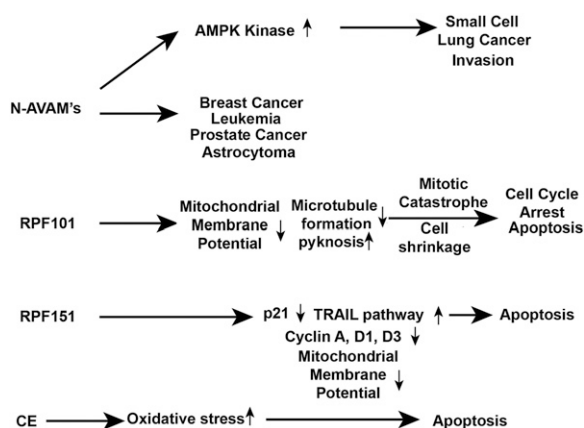 AMPK Kinase ↑
Small Cell
Lung Cancer
Invasion
N-AVAM's
Breast Cancer
Leukemia
Prostate Cancer
Astrocytoma
RPF101
Mitochondrial
Membrane
Potential ↓
Microtubule
formation ↓
pyknosis ↑
Mitotic
Catastrophe
Cell
shrinkage
Cell Cycle
Arrest
Apoptosis
RPF151
p21 ↓ TRAIL pathway ↑
Cyclin A, D1, D3 ↓
Mitochondrial
Membrane
Potential ↓
Apoptosis
CE
Oxidative stress ↑
Apoptosis